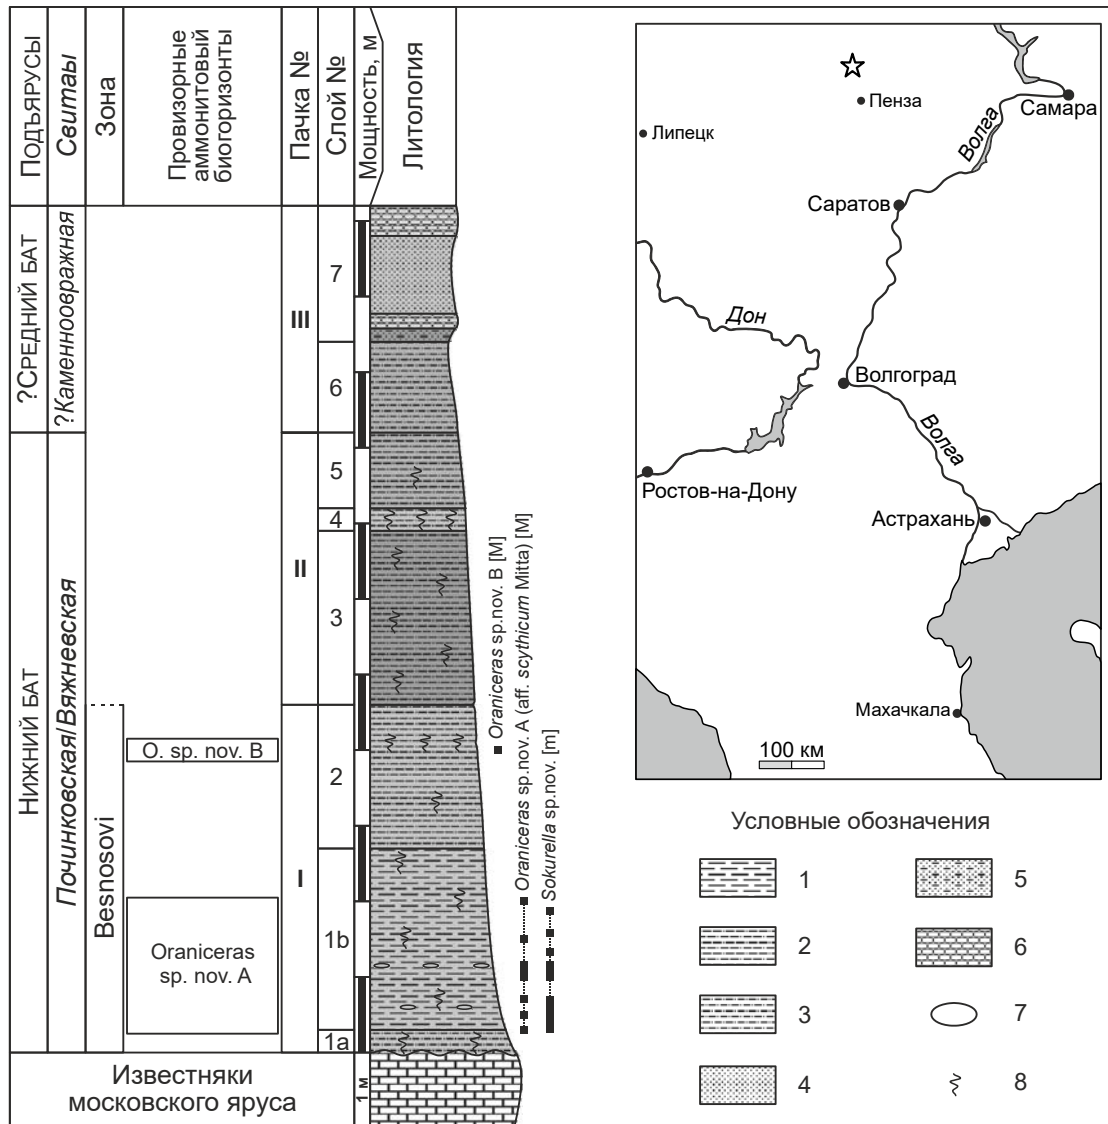 Подъярусы
Свитаы
Зона
Провизорные
аммонитовый
биогоризонты
Пачка №
Слой №
Мощность, м
Литология
?Средний бат
?Каменноовражная
III
7
6
Нижний бат
Починковская/Вяжневская
II
5
4
3
Besnosovi
O. sp. nov. B
Oraniceras
sp. nov. A
I
2
1b
1a
Oraniceras sp.nov. B [M]
Oraniceras sp.nov. A (aff. scythicum Mitta) [M]
Sokurella sp.nov. [m]
Известняки
московского яруса
1 м
Пенза
Самара
Липецк
Волга
Саратов
Дон
Волгоград
Волга
Ростов-на-Дону
Астрахань
Махачкала
100 км
Условные обозначения
1
2
3
4
5
6
7
8